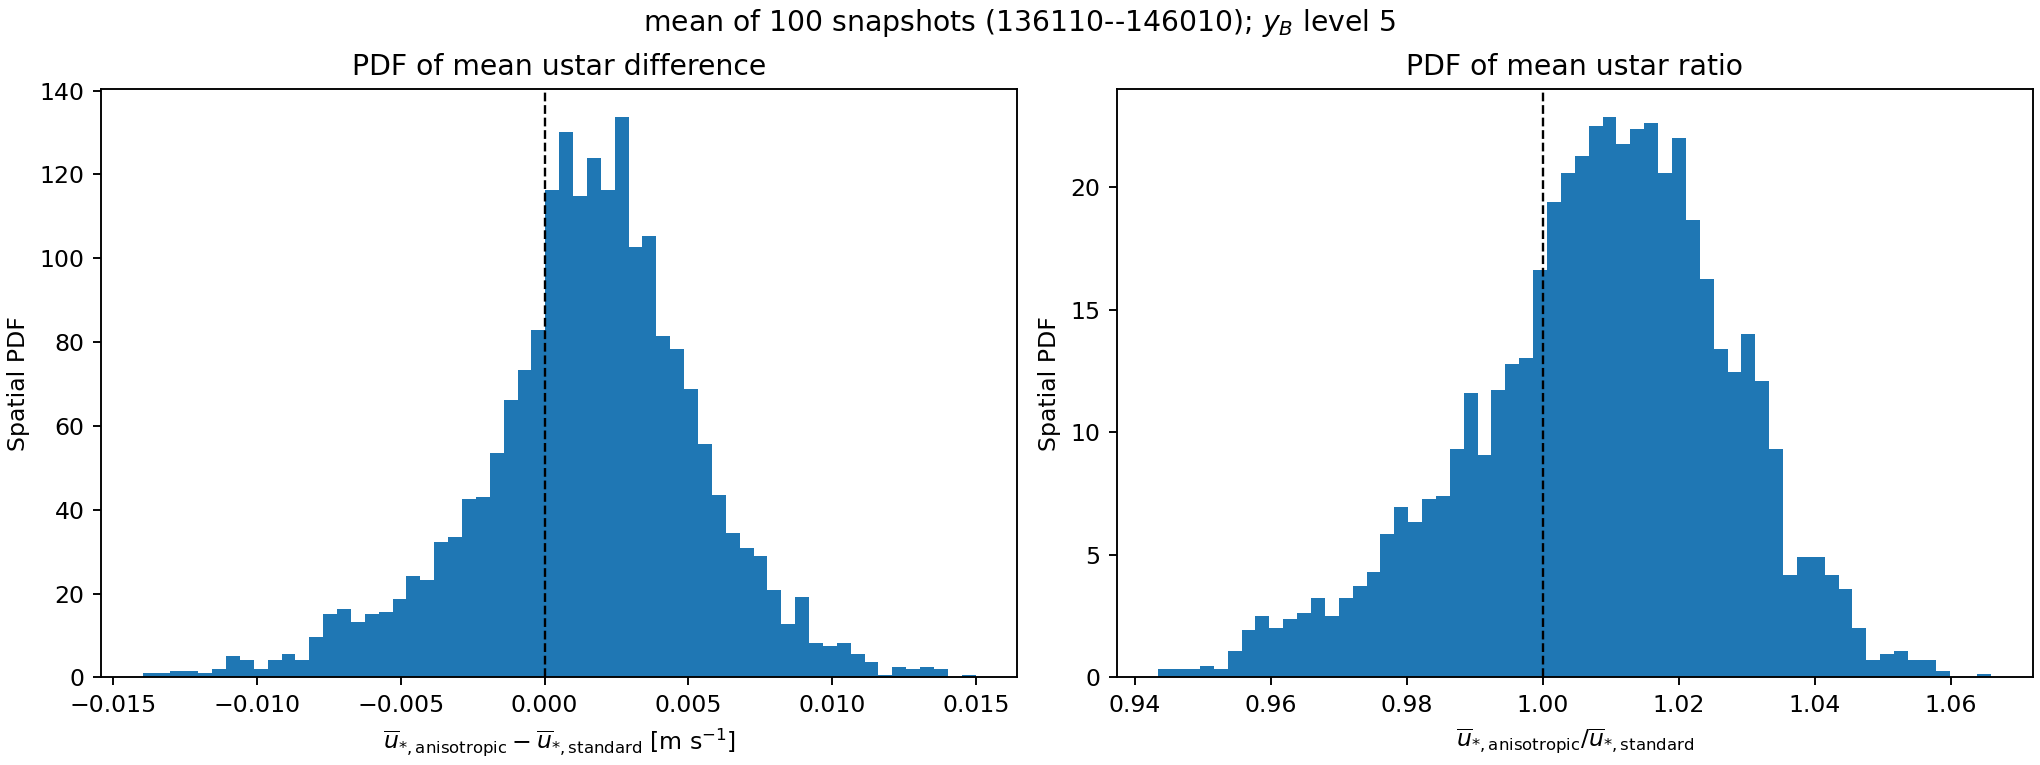 mean of 100 snapshots (136110--146010); y_B level 5
PDF of mean ustar difference
140
120
100
80
60
40
20
0
Spatial PDF
−0.015 −0.010 −0.005 0.000 0.005 0.010 0.015
u̅_{*, anisotropic} − u̅_{*, standard} [m s⁻¹]
PDF of mean ustar ratio
20
15
10
5
0
Spatial PDF
0.94 0.96 0.98 1.00 1.02 1.04 1.06
u̅_{*, anisotropic}/u̅_{*, standard}